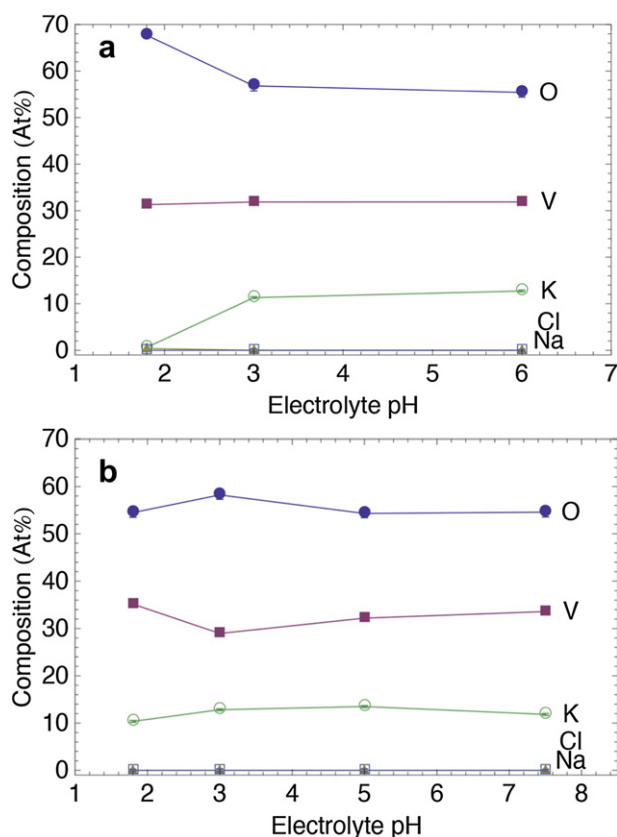 a
70
60
50
40
30
20
10
0
Composition (At%)
O
V
K
Cl
Na
1 2 3 4 5 6 7
Electrolyte pH
b
70
60
50
40
30
20
10
0
Composition (At%)
O
V
K
Cl
Na
1 2 3 4 5 6 7 8
Electrolyte pH